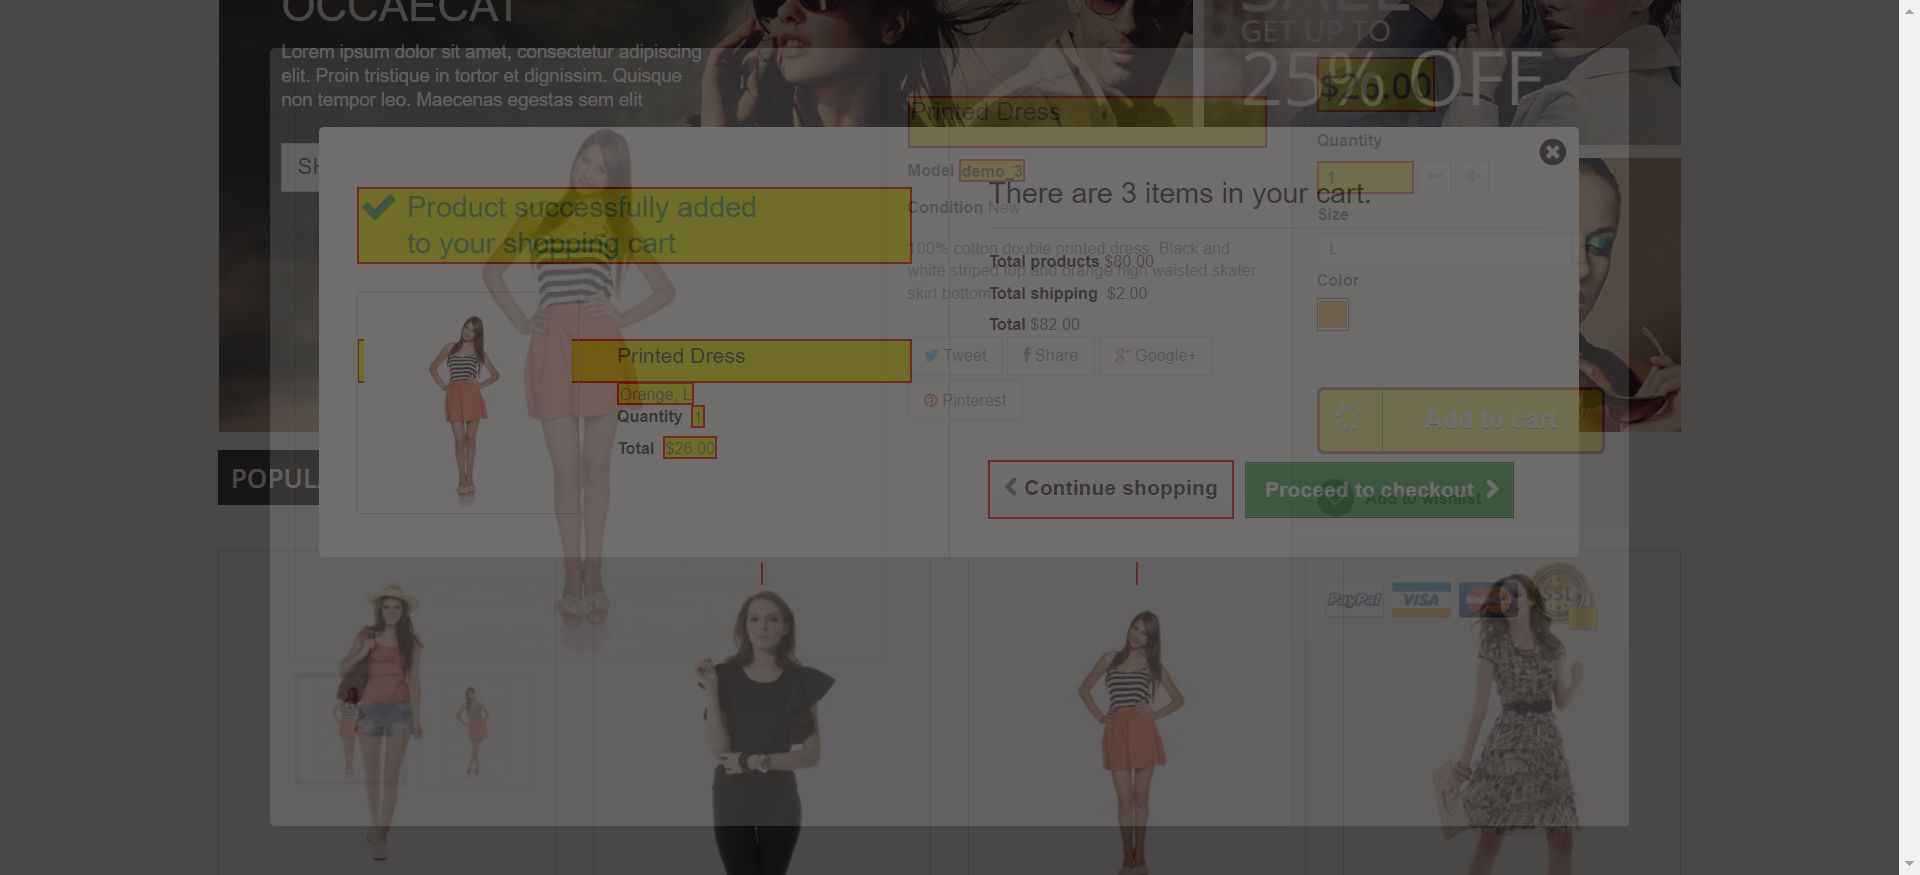 OCCAECAT
Lorem ipsum dolor sit amet, consectetur adipiscing
elit. Proin tristique in tortor et dignissim. Quisque
non tempor leo. Maecenas egestas sem elit
SH
SALE
GET UP TO
25% OFF
$26.00
Printed Dress
Model demo_3
Condition New
100% cotton double printed dress. Black and
white striped top and orange high waisted skater
skirt bottom
Tweet
Share
Google+
Pinterest
Quantity
1
Size
L
Color
Add to cart
Add to wishlist
Product successfully added
to your shopping cart
Printed Dress
Orange, L
Quantity 1
Total $26.00
There are 3 items in your cart.
Total products $80.00
Total shipping $2.00
Total $82.00
Continue shopping
Proceed to checkout
POPULA
PayPal
VISA
MasterCard
SSL